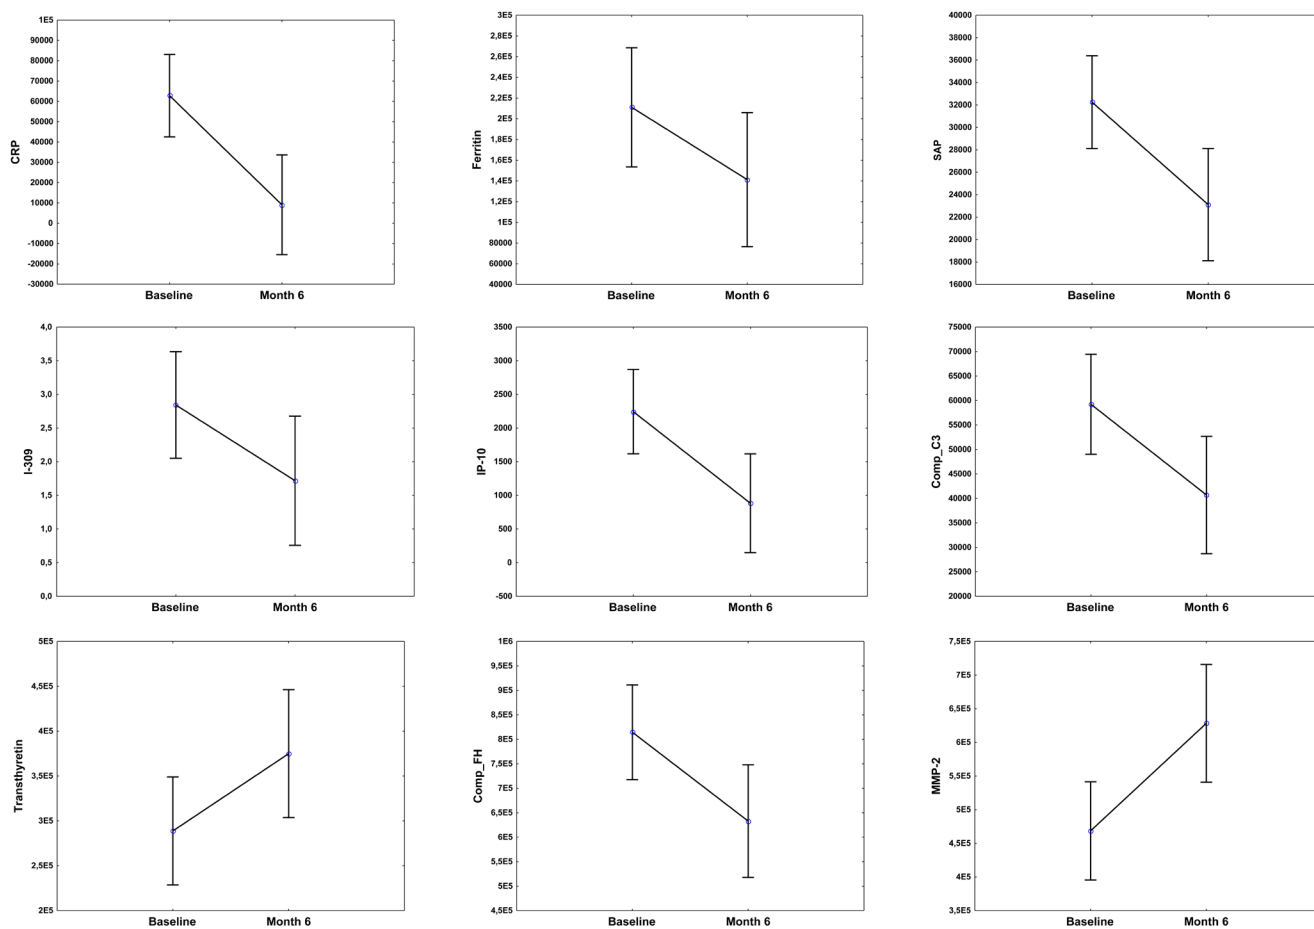 CRP
1E5
90000
80000
70000
60000
50000
40000
30000
20000
10000
0
-10000
-20000
-30000
Baseline Month 6
Ferritin
3E5
2,8E5
2,6E5
2,4E5
2,2E5
2E5
1,8E5
1,6E5
1,4E5
1,2E5
1E5
80000
60000
40000
Baseline Month 6
SAP
40000
38000
36000
34000
32000
30000
28000
26000
24000
22000
20000
18000
16000
Baseline Month 6
I-309
4,0
3,5
3,0
2,5
2,0
1,5
1,0
0,5
0,0
Baseline Month 6
IP-10
3500
3000
2500
2000
1500
1000
500
0
-500
Baseline Month 6
Comp_C3
75000
70000
65000
60000
55000
50000
45000
40000
35000
30000
25000
20000
Baseline Month 6
Transthyretin
5E5
4,5E5
4E5
3,5E5
3E5
2,5E5
2E5
Baseline Month 6
Comp_FH
1E6
9,5E5
9E5
8,5E5
8E5
7,5E5
7E5
6,5E5
6E5
5,5E5
5E5
4,5E5
Baseline Month 6
MMP-2
7,5E5
7E5
6,5E5
6E5
5,5E5
5E5
4,5E5
4E5
3,5E5
Baseline Month 6